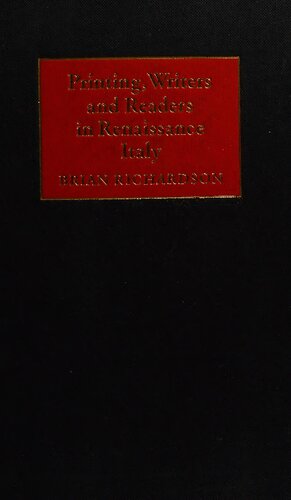 Printing, Writers
and Readers
in Renaissance
Italy
BRIAN RICHARDSON